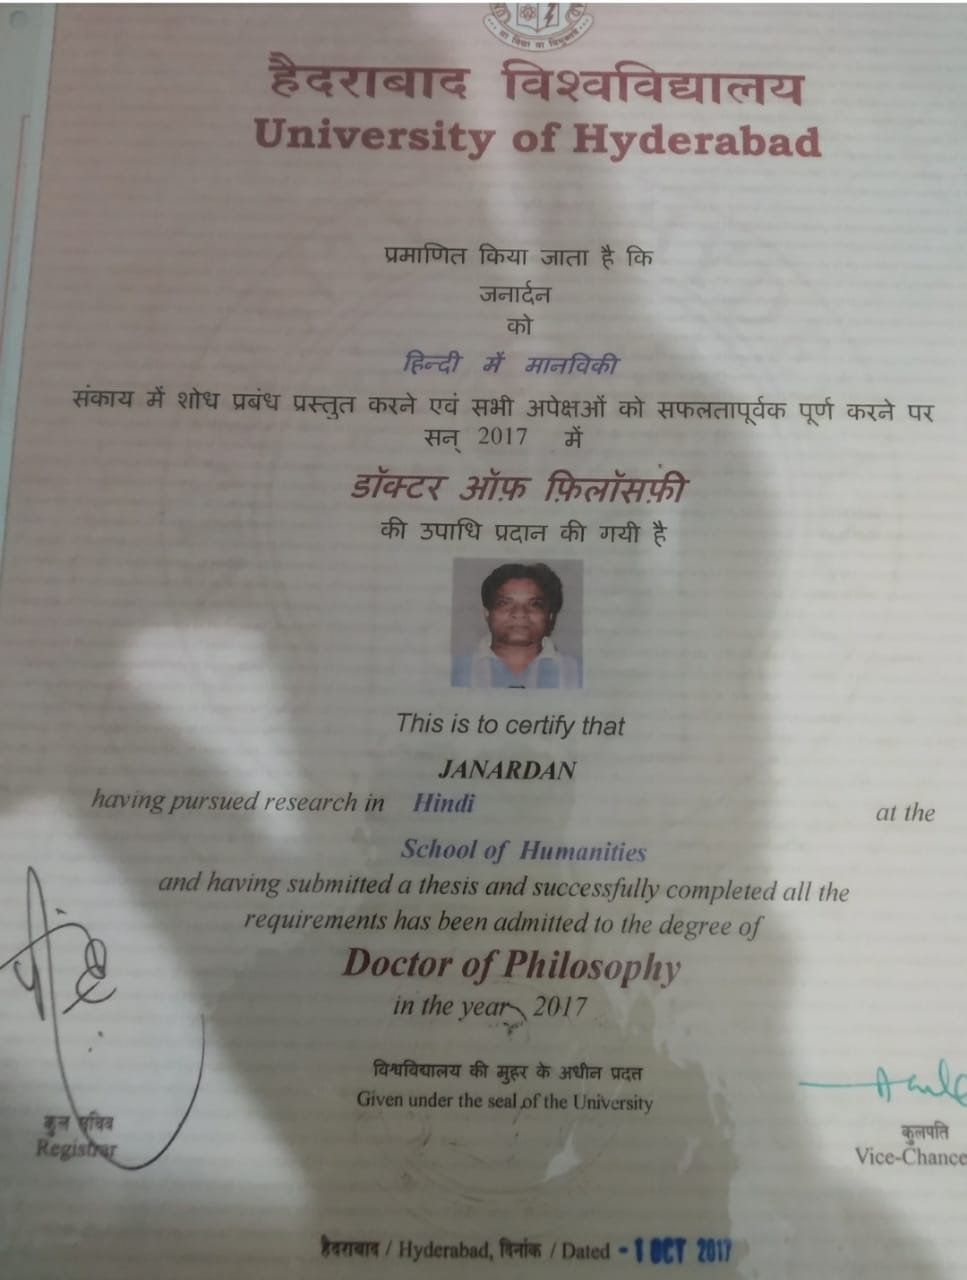 सा विद्या या विमुक्तये
हैदराबाद विश्वविद्यालय
University of Hyderabad
प्रमाणित किया जाता है कि
जनार्दन
को
हिन्दी में मानविकी
संकाय में शोध प्रबंध प्रस्तुत करने एवं सभी अपेक्षओं को सफलतापूर्वक पूर्ण करने पर
सन् 2017 में
डॉक्टर ऑफ़ फ़िलॉसफ़ी
की उपाधि प्रदान की गयी है
This is to certify that
JANARDAN
having pursued research in Hindi at the
School of Humanities
and having submitted a thesis and successfully completed all the
requirements has been admitted to the degree of
Doctor of Philosophy
in the year 2017
विश्वविद्यालय की मुहर के अधीन प्रदत्त
Given under the seal of the University
कुल सचिव
Registrar
कुलपति
Vice-Chance
हैदराबाद / Hyderabad, दिनांक / Dated - 1 OCT 2017